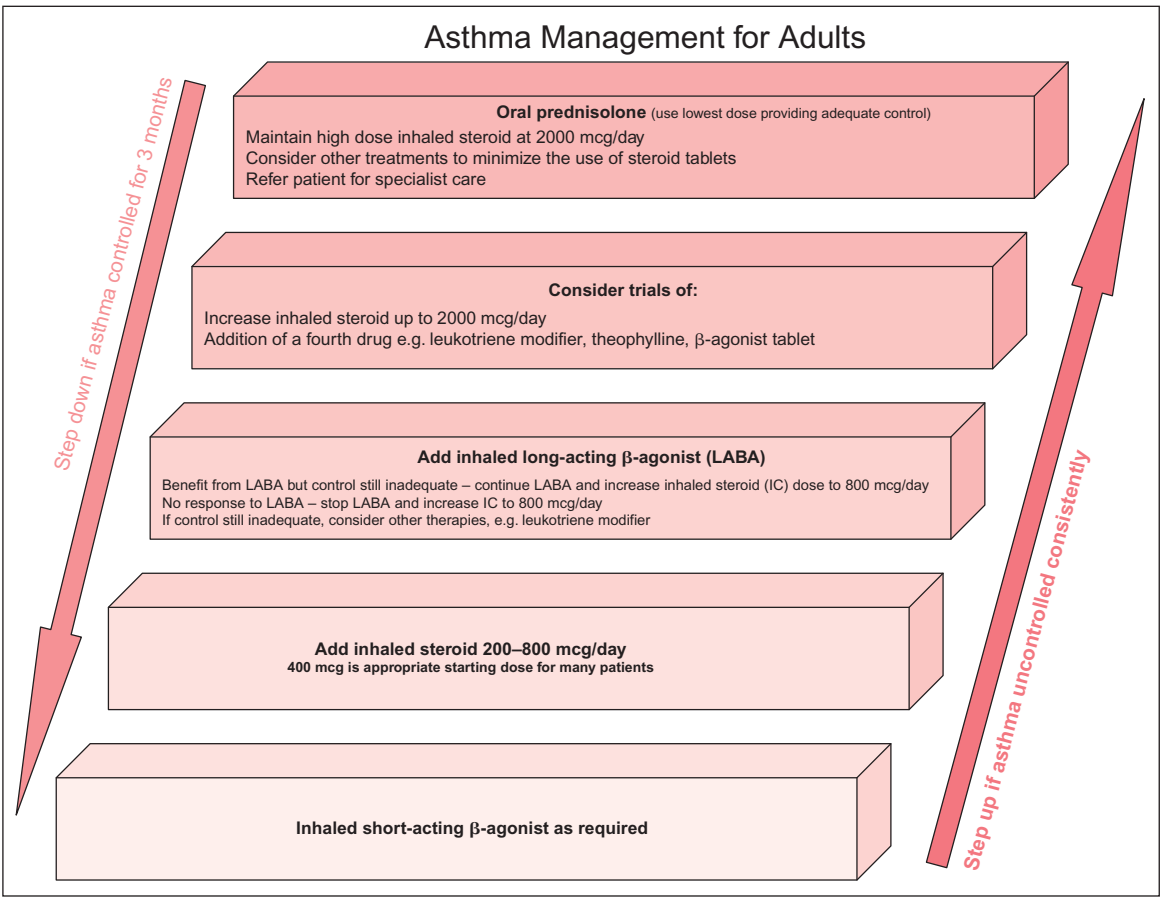 Asthma Management for Adults
Step down if asthma controlled for 3 months
Oral prednisolone (use lowest dose providing adequate control)
Maintain high dose inhaled steroid at 2000 mcg/day
Consider other treatments to minimize the use of steroid tablets
Refer patient for specialist care
Consider trials of:
Increase inhaled steroid up to 2000 mcg/day
Addition of a fourth drug e.g. leukotriene modifier, theophylline, β-agonist tablet
Add inhaled long-acting β-agonist (LABA)
Benefit from LABA but control still inadequate – continue LABA and increase inhaled steroid (IC) dose to 800 mcg/day
No response to LABA – stop LABA and increase IC to 800 mcg/day
If control still inadequate, consider other therapies, e.g. leukotriene modifier
Add inhaled steroid 200–800 mcg/day
400 mcg is appropriate starting dose for many patients
Inhaled short-acting β-agonist as required
Step up if asthma uncontrolled consistently